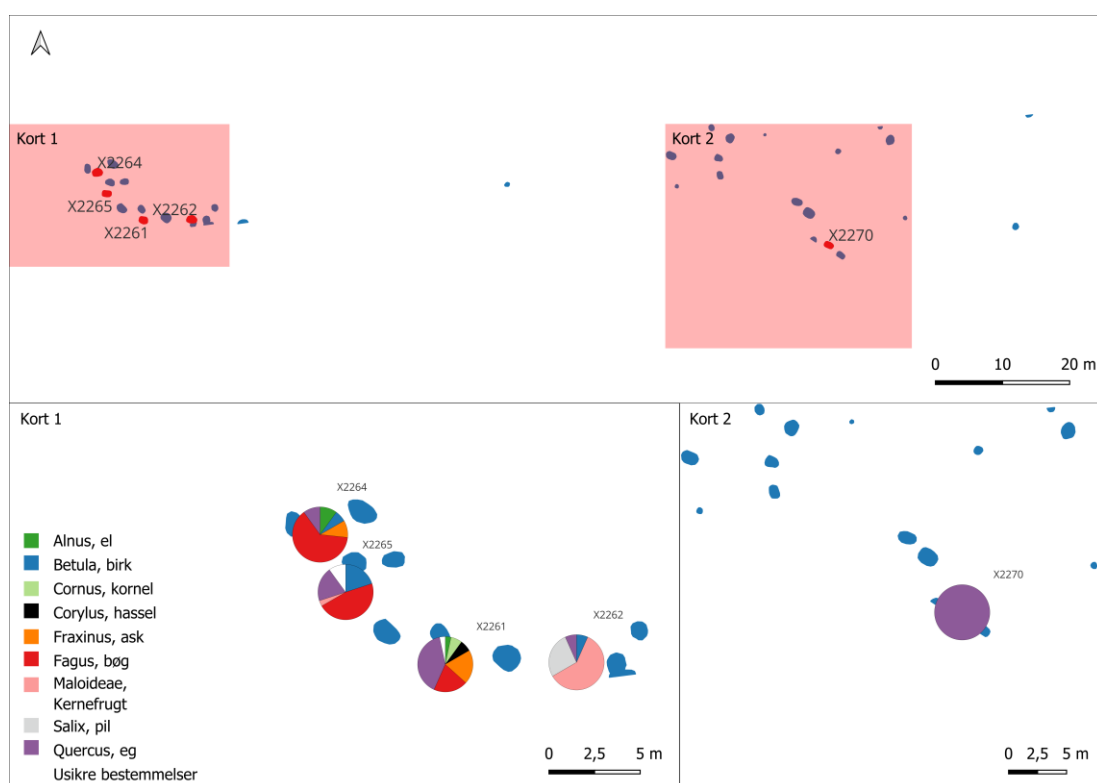 Kort 1
X2264
X2265
X2262
X2261
Kort 2
X2270
0 10 20 m
Kort 1
X2264
X2265
X2261
X2262
Alnus, el
Betula, birk
Cornus, kornel
Corylus, hassel
Fraxinus, ask
Fagus, bøg
Maloideae,
Kernefrugt
Salix, pil
Quercus, eg
Usikre bestemmelser
0 2,5 5 m
Kort 2
X2270
0 2,5 5 m